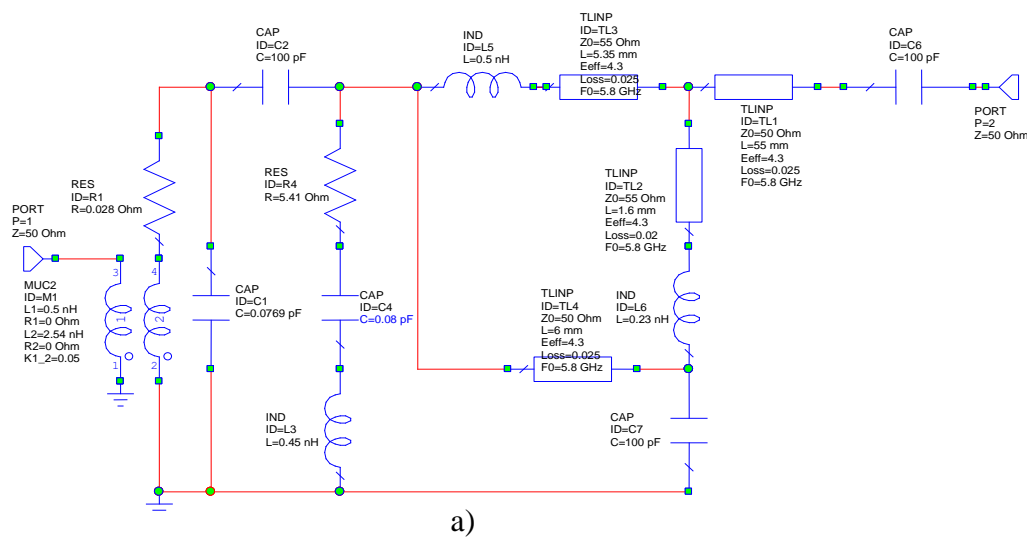 CAP
ID=C2
C=100 pF
IND
ID=L5
L=0.5 nH
TLINP
ID=TL3
Z0=55 Ohm
L=5.35 mm
Eeff=4.3
Loss=0.025
F0=5.8 GHz
CAP
ID=C6
C=100 pF
TLINP
ID=TL1
Z0=50 Ohm
L=55 mm
Eeff=4.3
Loss=0.025
F0=5.8 GHz
PORT
P=2
Z=50 Ohm
RES
ID=R1
R=0.028 Ohm
RES
ID=R4
R=5.41 Ohm
TLINP
ID=TL2
Z0=55 Ohm
L=1.6 mm
Eeff=4.3
Loss=0.02
F0=5.8 GHz
PORT
P=1
Z=50 Ohm
3
4
1
2
1
2
MUC2
ID=M1
L1=0.5 nH
R1=0 Ohm
L2=2.54 nH
R2=0 Ohm
K1_2=0.05
CAP
ID=C1
C=0.0769 pF
CAP
ID=C4
C=0.08 pF
TLINP
ID=TL4
Z0=50 Ohm
L=6 mm
Eeff=4.3
Loss=0.025
F0=5.8 GHz
IND
ID=L6
L=0.23 nH
IND
ID=L3
L=0.45 nH
CAP
ID=C7
C=100 pF
a)